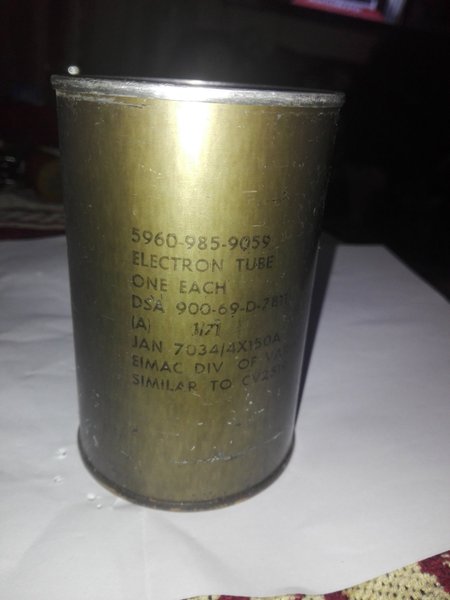 5960-985-9059
ELECTRON TUBE
ONE EACH
DSA 900-69-D-7811
(A) 1/71
JAN 7034/4X150A
EIMAC DIV OF
SIMILAR TO